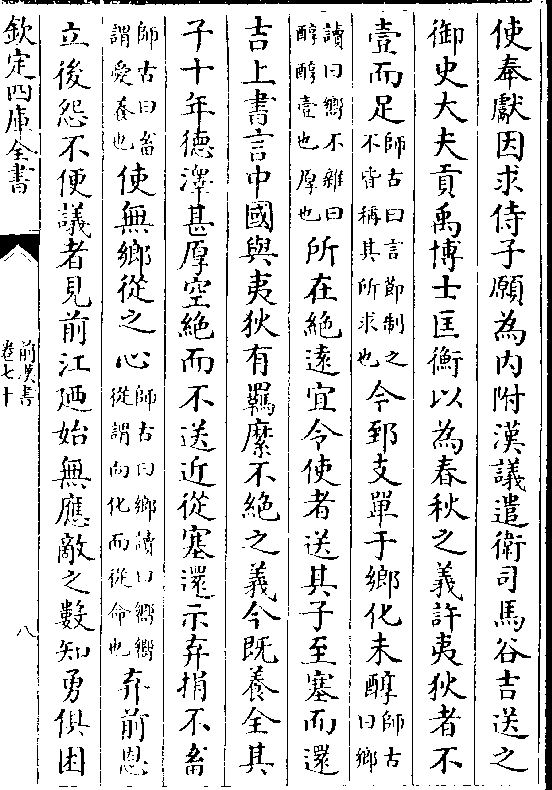 使奉獻因求侍子願為内附漢議遣衛司馬谷吉送之
御史大夫貢禹博士匡衡以為春秋之義許夷狄者不
壹而足師古曰言節制之不皆稱其所求也今郅支單于鄉化未醇師古曰鄉
讀曰嚮不雜曰醇醇壹也厚也所在絶遠宜令使者送其子至塞而還
吉上書言中國與夷狄有羈縻不絶之義今既養全其
子十年德澤甚厚空絶而不送近從塞還示弃捐不畜
師古曰畜謂愛養也使無鄉從之心師古曰鄉讀曰嚮嚮從謂向化而從命也弃前恩
立後怨不便議者見前江廼始無應敵之數知勇俱困
欽定四庫全書
前漢書
卷七十
八